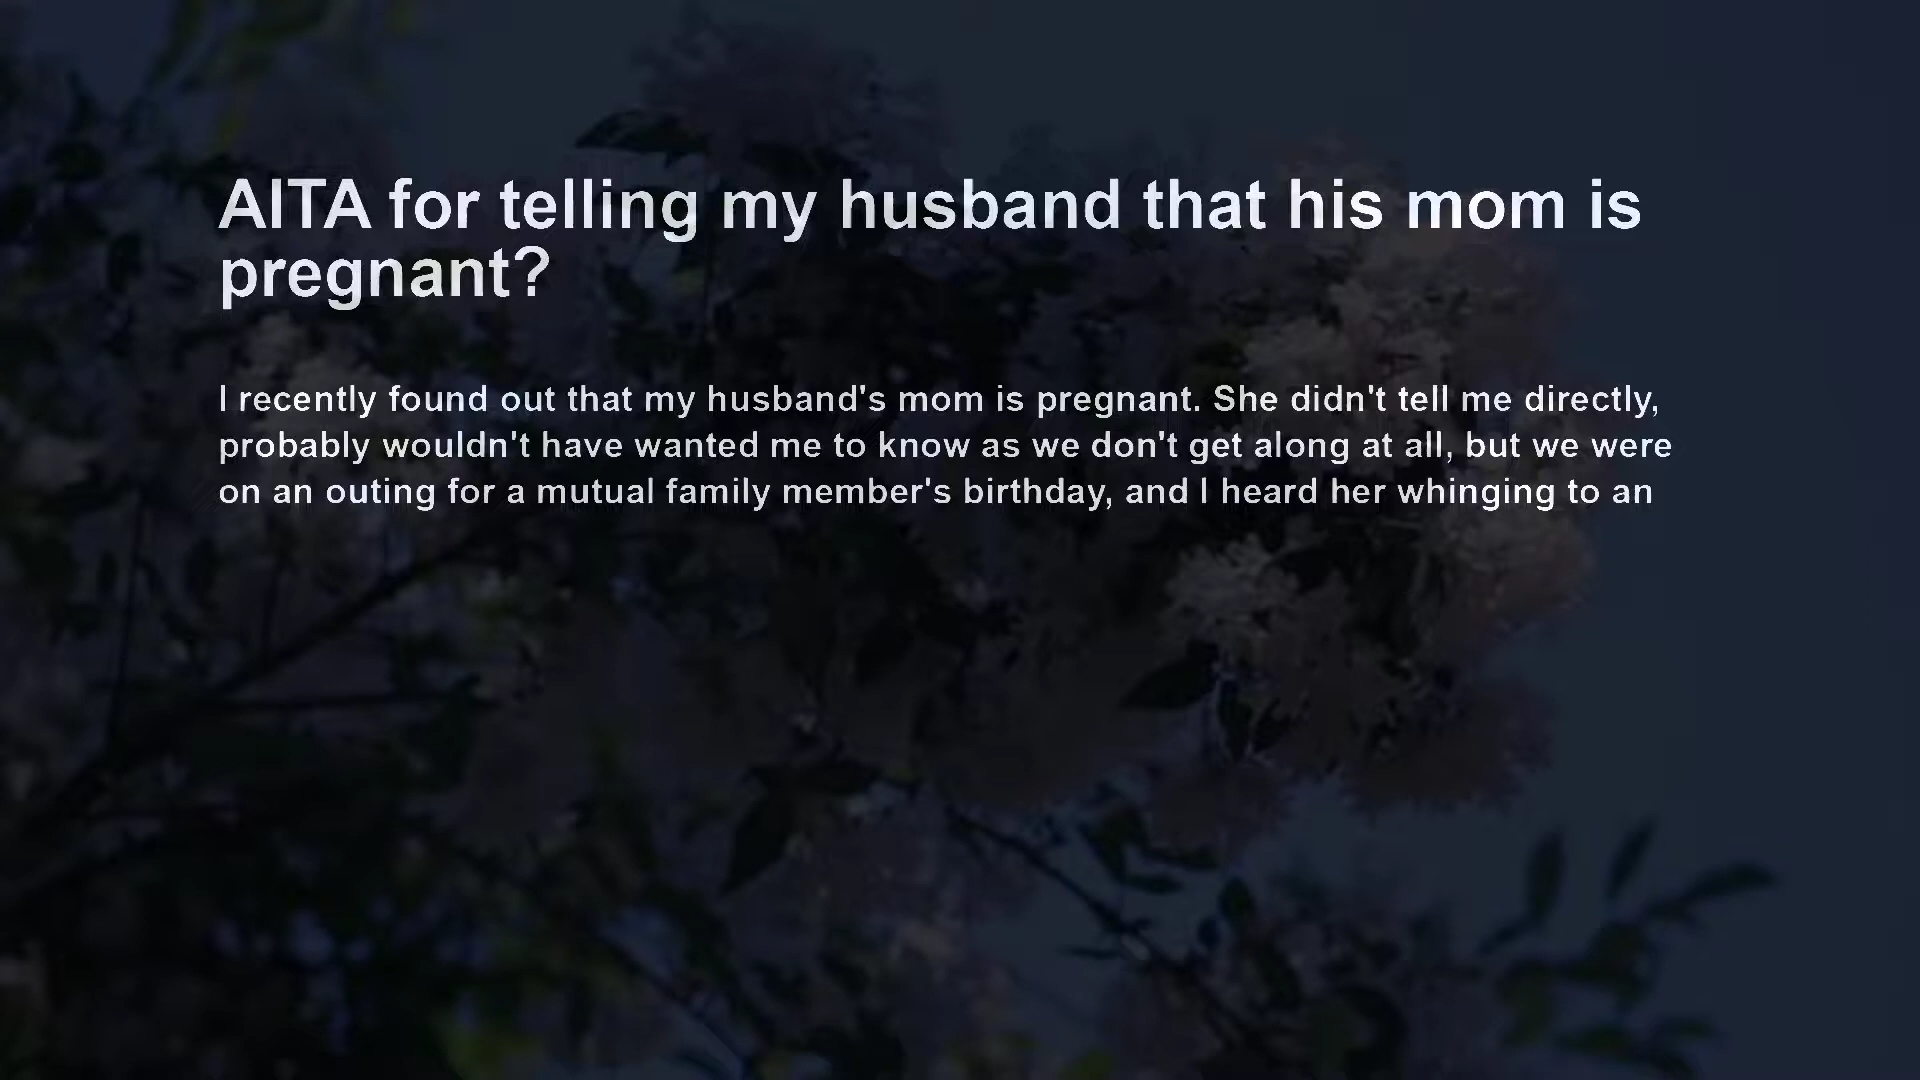 AITA for telling my husband that his mom is
pregnant?
I recently found out that my husband's mom is pregnant. She didn't tell me directly,
probably wouldn't have wanted me to know as we don't get along at all, but we were
on an outing for a mutual family member's birthday, and I heard her whinging to an